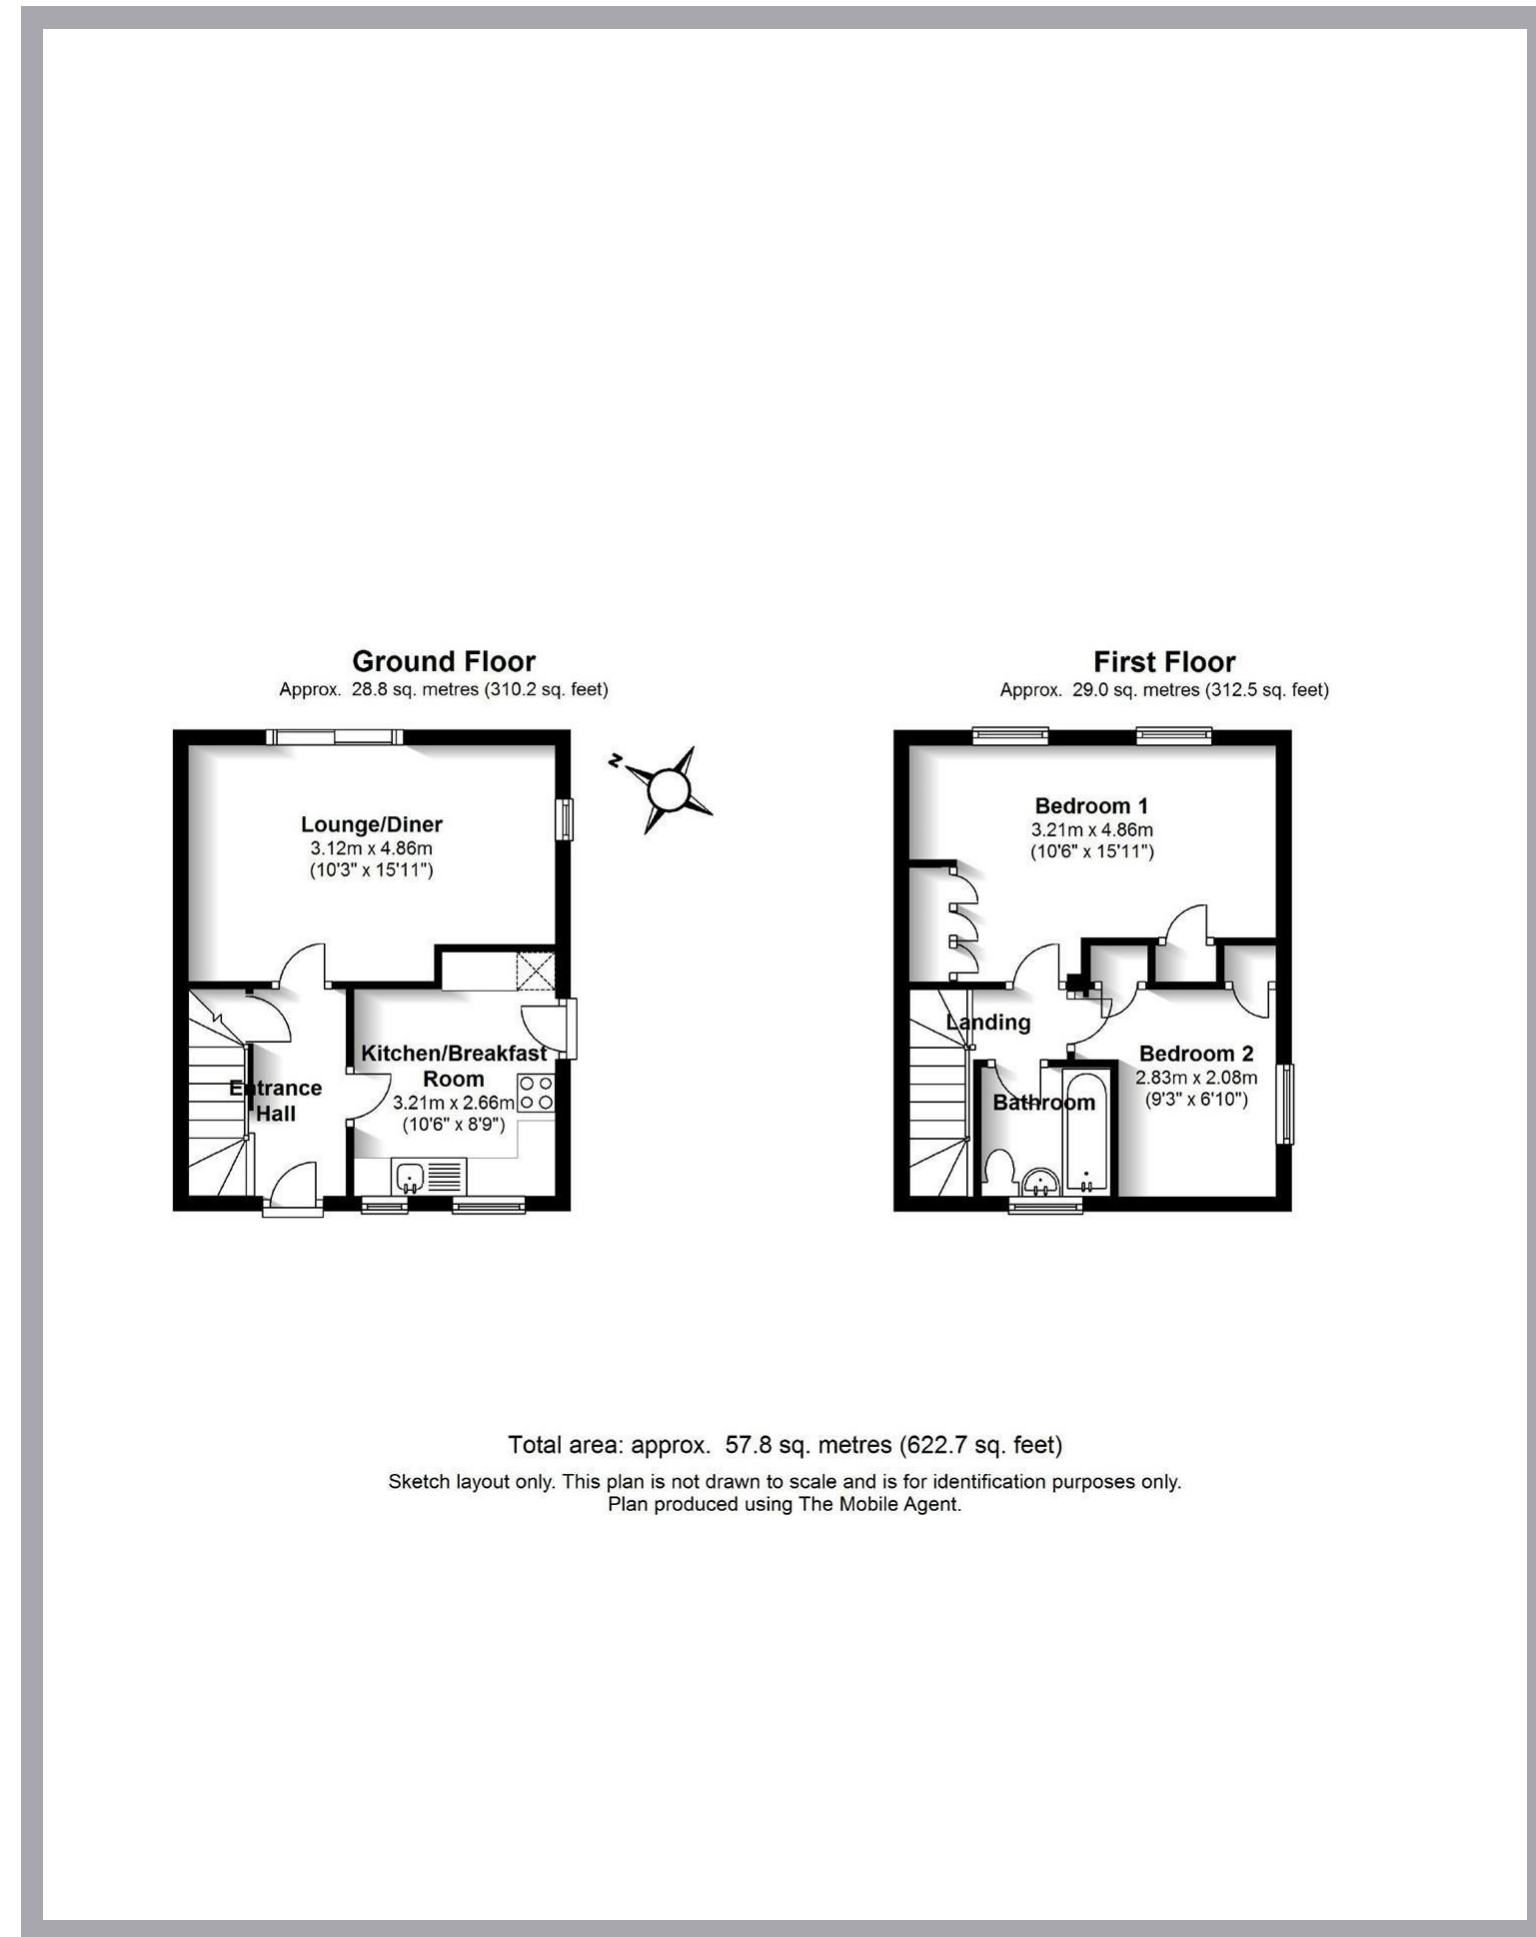 Ground Floor
Approx. 28.8 sq. metres (310.2 sq. feet)
Lounge/Diner
3.12m x 4.86m
(10'3" x 15'11")
Kitchen/Breakfast
Room
3.21m x 2.66m
(10'6" x 8'9")
Entrance
Hall
N
First Floor
Approx. 29.0 sq. metres (312.5 sq. feet)
Bedroom 1
3.21m x 4.86m
(10'6" x 15'11")
Landing
Bedroom 2
2.83m x 2.08m
(9'3" x 6'10")
Bathroom
Total area: approx. 57.8 sq. metres (622.7 sq. feet)
Sketch layout only. This plan is not drawn to scale and is for identification purposes only.
Plan produced using The Mobile Agent.